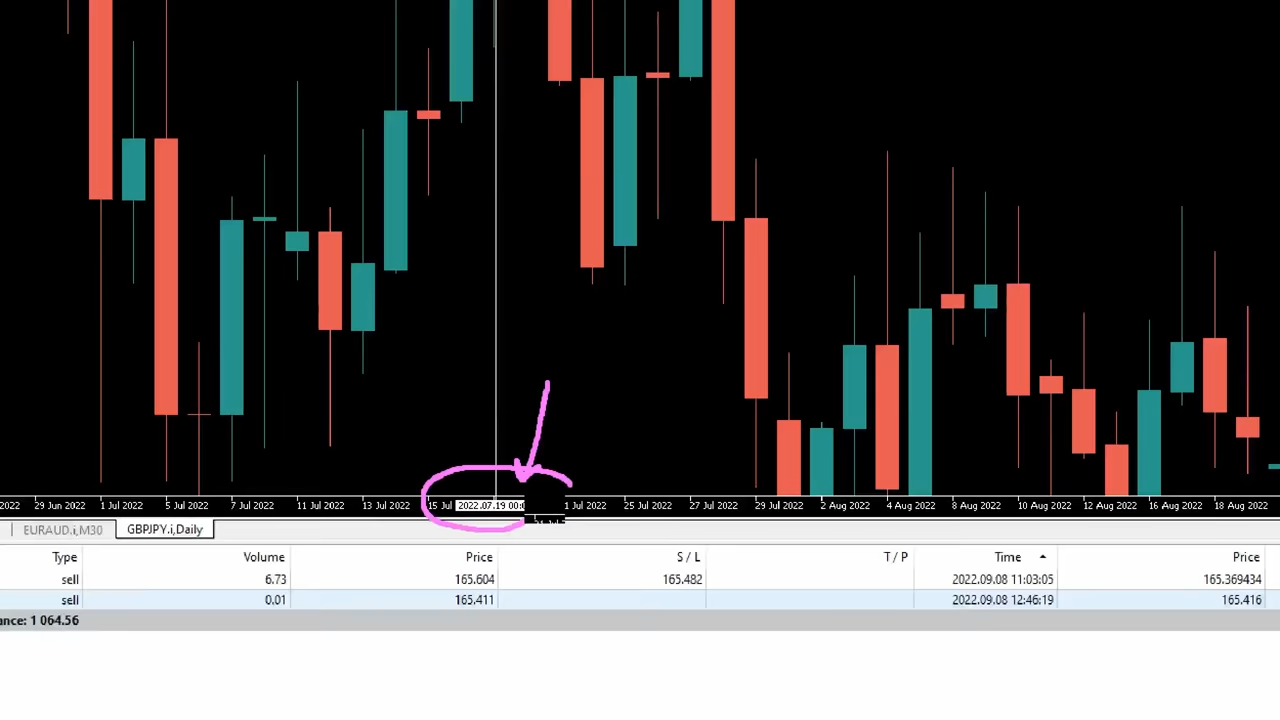 2022 29 Jun 2022 1 Jul 2022 5 Jul 2022 7 Jul 2022 11 Jul 2022 13 Jul 2022 15 Jul 2022.07.19 00:0 1 Jul 2022 25 Jul 2022 27 Jul 2022 29 Jul 2022 2 Aug 2022 4 Aug 2022 8 Aug 2022 10 Aug 2022 12 Aug 2022 16 Aug 2022 18 Aug 2022
EURAUD.i,M30 GBPJPY.i,Daily
Type Volume Price S / L T / P Time Price
sell 6.73 165.604 165.482 2022.09.08 11:03:05 165.369434
sell 0.01 165.411 2022.09.08 12:46:19 165.416
ance: 1 064.56